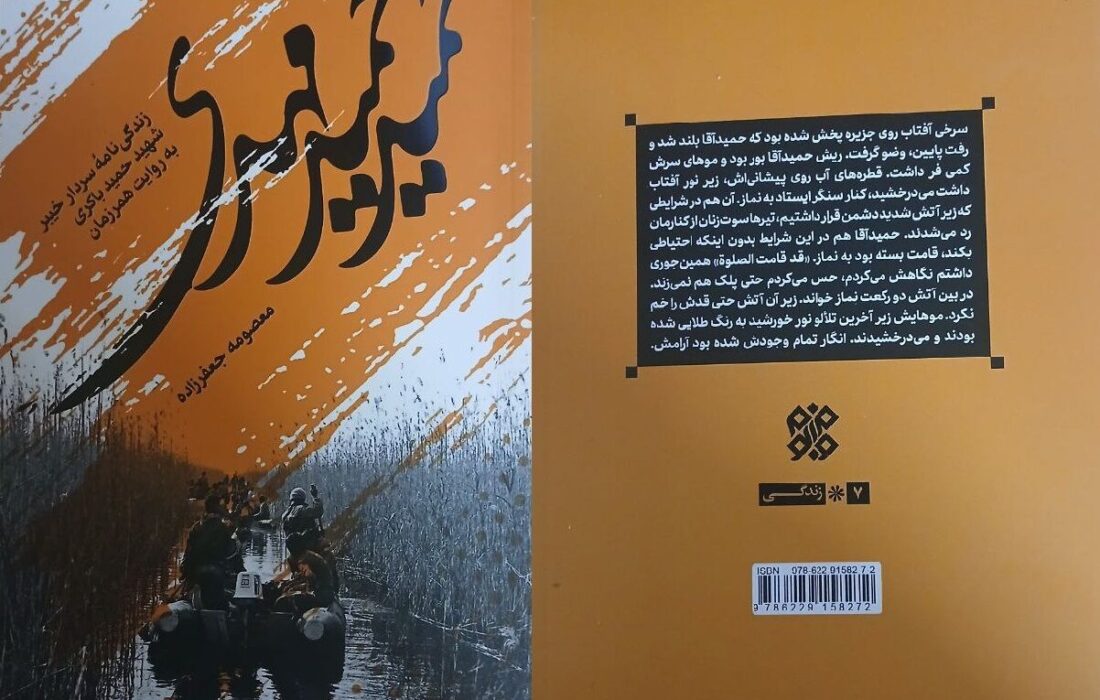 زندگی‌نامهٔ سردار خیبر
شهید حمید باکری
به روایت همرزمان
معصومه جعفرزاده
سرخی آفتاب روی جزیره پخش شده بود که حمیدآقا بلند شد و
رفت پایین، وضو گرفت. ریش حمیدآقا بور بود و موهای سرش
کمی فر داشت. قطره‌های آب روی پیشانی‌اش، زیر نور آفتاب
داشت می‌درخشید، کنار سنگر ایستاد به نماز. آن هم در شرایطی
که زیر آتش شدید دشمن قرار داشتیم، تیرها سوت‌زنان از کنارمان
رد می‌شدند. حمیدآقا هم در این شرایط بدون اینکه احتیاطی
بکند، قامت بسته بود به نماز. «قد قامت الصلوة» همین‌جوری
داشتم نگاهش می‌کردم، حس می‌کردم حتی پلک هم نمی‌زند.
در بین آتش دو رکعت نماز خواند. زیر آن آتش حتی قدش را خم
نکرد. موهایش زیر آخرین تلألو نور خورشید به رنگ طلایی شده
بودند و می‌درخشیدند. انگار تمام وجودش شده بود آرامش.
۷ * زندگی
ISBN 978-622 91582 7 2
9 786229 158272